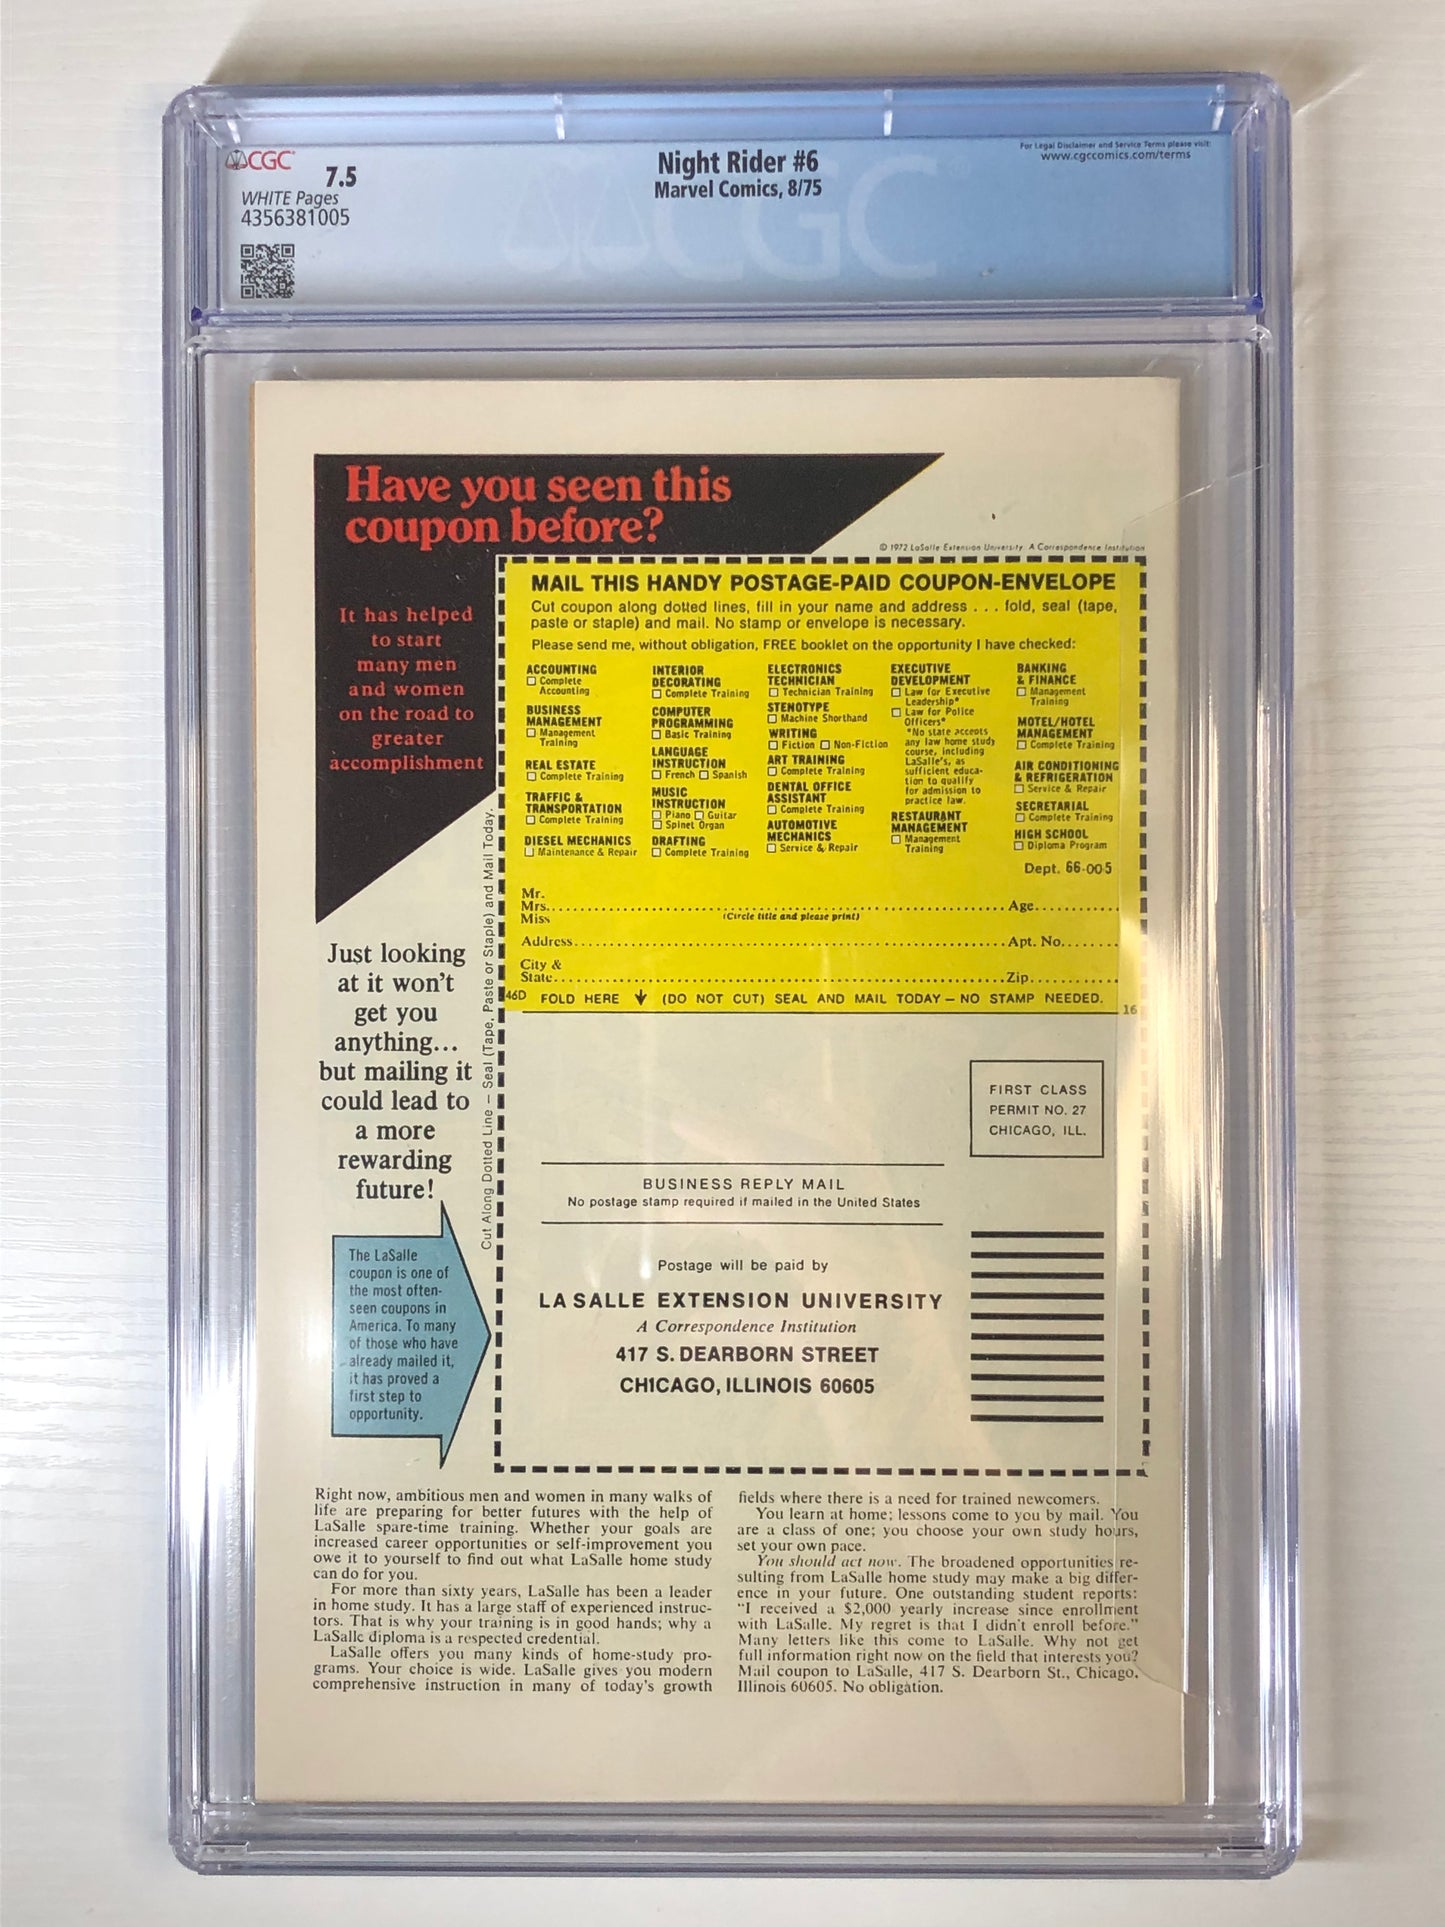 CGC
7.5
WHITE Pages
4356381005
Night Rider #6
Marvel Comics, 8/75
For Legal Disclaimer and Service Terms please visit:
www.cgccomics.com/terms
CGC
Have you seen this
coupon before?
It has helped
to start
many men
and women
on the road to
greater
accomplishment
© 1972 LaSalle Extension University. A Correspondence Institution
MAIL THIS HANDY POSTAGE-PAID COUPON-ENVELOPE
Cut coupon along dotted lines, fill in your name and address . . . fold, seal (tape,
paste or staple) and mail. No stamp or envelope is necessary.
Please send me, without obligation, FREE booklet on the opportunity I have checked:
ACCOUNTING
☐ Complete
Accounting
BUSINESS
MANAGEMENT
☐ Management
Training
REAL ESTATE
☐ Complete Training
TRAFFIC &
TRANSPORTATION
☐ Complete Training
DIESEL MECHANICS
☐ Maintenance & Repair
INTERIOR
DECORATING
☐ Complete Training
COMPUTER
PROGRAMMING
☐ Basic Training
LANGUAGE
INSTRUCTION
☐ French ☐ Spanish
MUSIC
INSTRUCTION
☐ Piano ☐ Guitar
☐ Spinet Organ
DRAFTING
☐ Complete Training
ELECTRONICS
TECHNICIAN
☐ Technician Training
STENOTYPE
☐ Machine Shorthand
WRITING
☐ Fiction ☐ Non-Fiction
ART TRAINING
☐ Complete Training
DENTAL OFFICE
ASSISTANT
☐ Complete Training
AUTOMOTIVE
MECHANICS
☐ Service & Repair
EXECUTIVE
DEVELOPMENT
☐ Law for Executive
Leadership*
☐ Law for Police
Officers*
*No state accepts
any law home study
course, including
LaSalle's, as
sufficient educa-
tion to qualify
for admission to
practice law.
RESTAURANT
MANAGEMENT
☐ Management
Training
BANKING
& FINANCE
☐ Management
Training
MOTEL/HOTEL
MANAGEMENT
☐ Complete Training
AIR CONDITIONING
& REFRIGERATION
☐ Service & Repair
SECRETARIAL
☐ Complete Training
HIGH SCHOOL
☐ Diploma Program
Dept. 66-005
Mr.
Mrs. Age
Miss (Circle title and please print)
Address Apt. No.
City &
State Zip
46D FOLD HERE ↓ (DO NOT CUT) SEAL AND MAIL TODAY – NO STAMP NEEDED.
16
Cut Along Dotted Line – Seal (Tape, Paste or Staple) and Mail Today.
Just looking
at it won't
get you
anything...
but mailing it
could lead to
a more
rewarding
future!
The LaSalle
coupon is one of
the most often-
seen coupons in
America. To many
of those who have
already mailed it,
it has proved a
first step to
opportunity.
FIRST CLASS
PERMIT NO. 27
CHICAGO, ILL.
BUSINESS REPLY MAIL
No postage stamp required if mailed in the United States
Postage will be paid by
LA SALLE EXTENSION UNIVERSITY
A Correspondence Institution
417 S. DEARBORN STREET
CHICAGO, ILLINOIS 60605
Right now, ambitious men and women in many walks of
life are preparing for better futures with the help of
LaSalle spare-time training. Whether your goals are
increased career opportunities or self-improvement you
owe it to yourself to find out what LaSalle home study
can do for you.
For more than sixty years, LaSalle has been a leader
in home study. It has a large staff of experienced instruc-
tors. That is why your training is in good hands; why a
LaSalle diploma is a respected credential.
LaSalle offers you many kinds of home-study pro-
grams. Your choice is wide. LaSalle gives you modern
comprehensive instruction in many of today's growth
fields where there is a need for trained newcomers.
You learn at home; lessons come to you by mail. You
are a class of one; you choose your own study hours,
set your own pace.
You should act now. The broadened opportunities re-
sulting from LaSalle home study may make a big differ-
ence in your future. One outstanding student reports:
"I received a $2,000 yearly increase since enrollment
with LaSalle. My regret is that I didn't enroll before."
Many letters like this come to LaSalle. Why not get
full information right now on the field that interests you?
Mail coupon to LaSalle, 417 S. Dearborn St., Chicago,
Illinois 60605. No obligation.